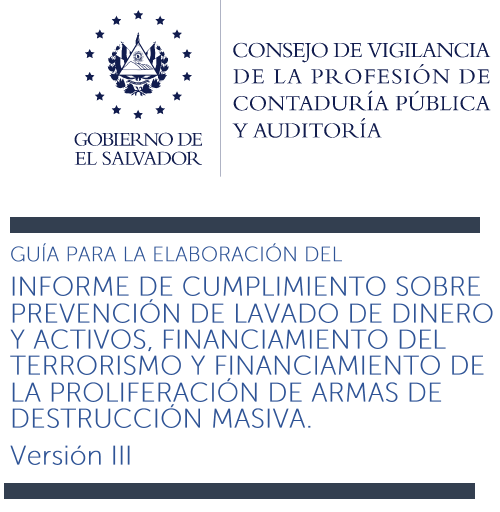 GOBIERNO DE
EL SALVADOR
CONSEJO DE VIGILANCIA
DE LA PROFESIÓN DE
CONTADURÍA PÚBLICA
Y AUDITORÍA
GUÍA PARA LA ELABORACIÓN DEL
INFORME DE CUMPLIMIENTO SOBRE
PREVENCIÓN DE LAVADO DE DINERO
Y ACTIVOS, FINANCIAMIENTO DEL
TERRORISMO Y FINANCIAMIENTO DE
LA PROLIFERACIÓN DE ARMAS DE
DESTRUCCIÓN MASIVA.
Versión III